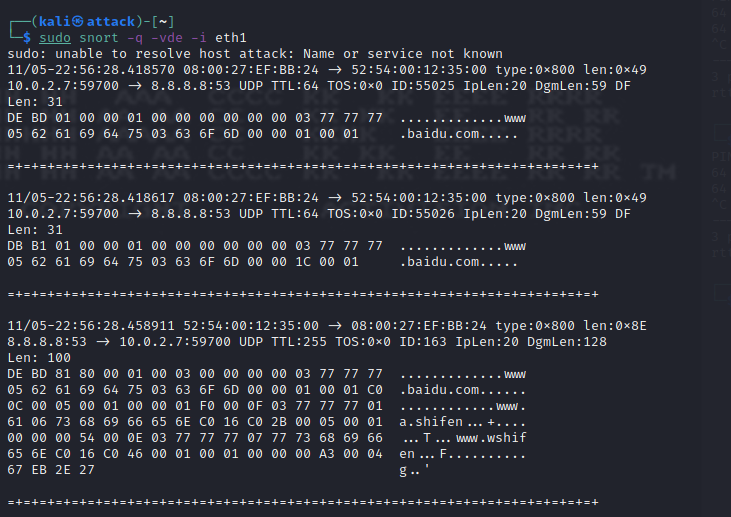 ┌──(kali㉿attack)-[~]
└─$ sudo snort -q -vde -i eth1
sudo: unable to resolve host attack: Name or service not known
11/05-22:56:28.418570 08:00:27:EF:BB:24 -> 52:54:00:12:35:00 type:0×800 len:0×49
10.0.2.7:59700 -> 8.8.8.8:53 UDP TTL:64 TOS:0×0 ID:55025 IpLen:20 DgmLen:59 DF
Len: 31
DE BD 01 00 00 01 00 00 00 00 00 00 03 77 77 77  .............www
05 62 61 69 64 75 03 63 6F 6D 00 00 01 00 01     .baidu.com.....

=+=+=+=+=+=+=+=+=+=+=+=+=+=+=+=+=+=+=+=+=+=+=+=+=+=+=+=+=+=+=+=+=+=+=+=+=+

11/05-22:56:28.418617 08:00:27:EF:BB:24 -> 52:54:00:12:35:00 type:0×800 len:0×49
10.0.2.7:59700 -> 8.8.8.8:53 UDP TTL:64 TOS:0×0 ID:55026 IpLen:20 DgmLen:59 DF
Len: 31
DB B1 01 00 00 01 00 00 00 00 00 00 03 77 77 77  .............www
05 62 61 69 64 75 03 63 6F 6D 00 00 1C 00 01     .baidu.com.....

=+=+=+=+=+=+=+=+=+=+=+=+=+=+=+=+=+=+=+=+=+=+=+=+=+=+=+=+=+=+=+=+=+=+=+=+=+

11/05-22:56:28.458911 52:54:00:12:35:00 -> 08:00:27:EF:BB:24 type:0×800 len:0×8E
8.8.8.8:53 -> 10.0.2.7:59700 UDP TTL:255 TOS:0×0 ID:163 IpLen:20 DgmLen:128
Len: 100
DE BD 81 80 00 01 00 03 00 00 00 00 03 77 77 77  .............www
05 62 61 69 64 75 03 63 6F 6D 00 00 01 00 01 C0  .baidu.com......
0C 00 05 00 01 00 00 01 F0 00 0F 03 77 77 77 01  ............www.
61 06 73 68 69 66 65 6E C0 16 C0 2B 00 05 00 01  a.shifen...+....
00 00 00 54 00 0E 03 77 77 77 07 77 73 68 69 66  ...T...www.wshif
65 6E C0 16 C0 46 00 01 00 01 00 00 00 A3 00 04  en...F..........
67 EB 2E 27                                      g..'

=+=+=+=+=+=+=+=+=+=+=+=+=+=+=+=+=+=+=+=+=+=+=+=+=+=+=+=+=+=+=+=+=+=+=+=+=+